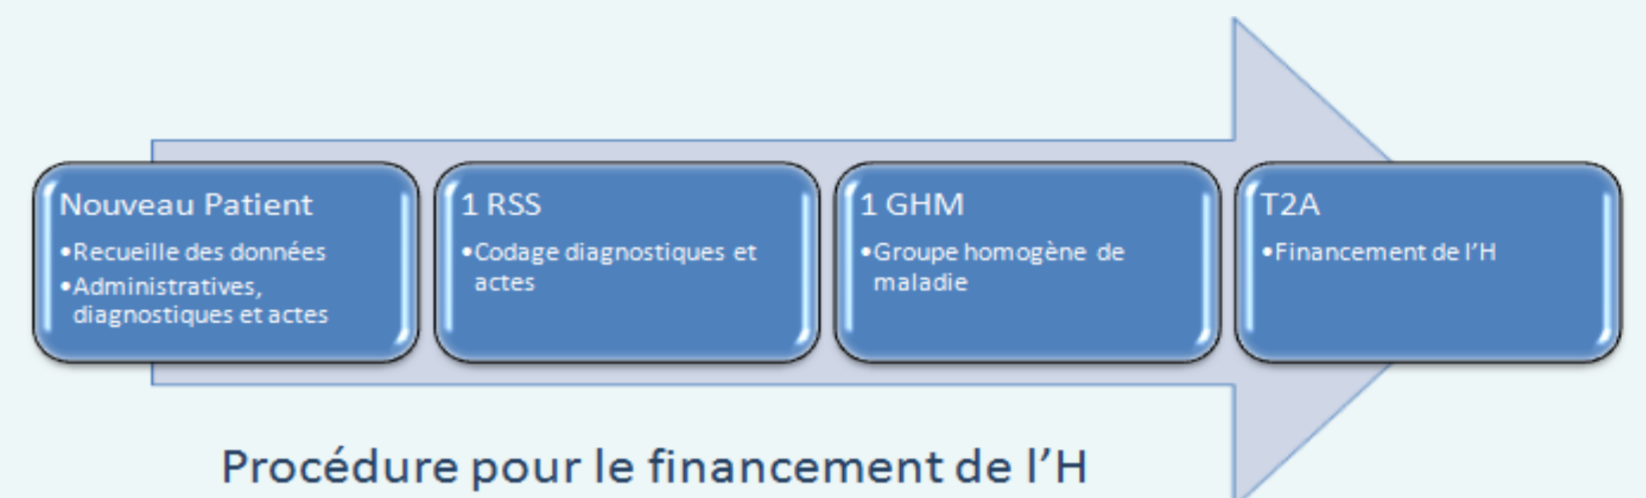 Nouveau Patient
•Recueille des données
•Administratives,
diagnostiques et actes
1 RSS
•Codage diagnostiques et
actes
1 GHM
•Groupe homogène de
maladie
T2A
•Financement de l’H
Procédure pour le financement de l’H